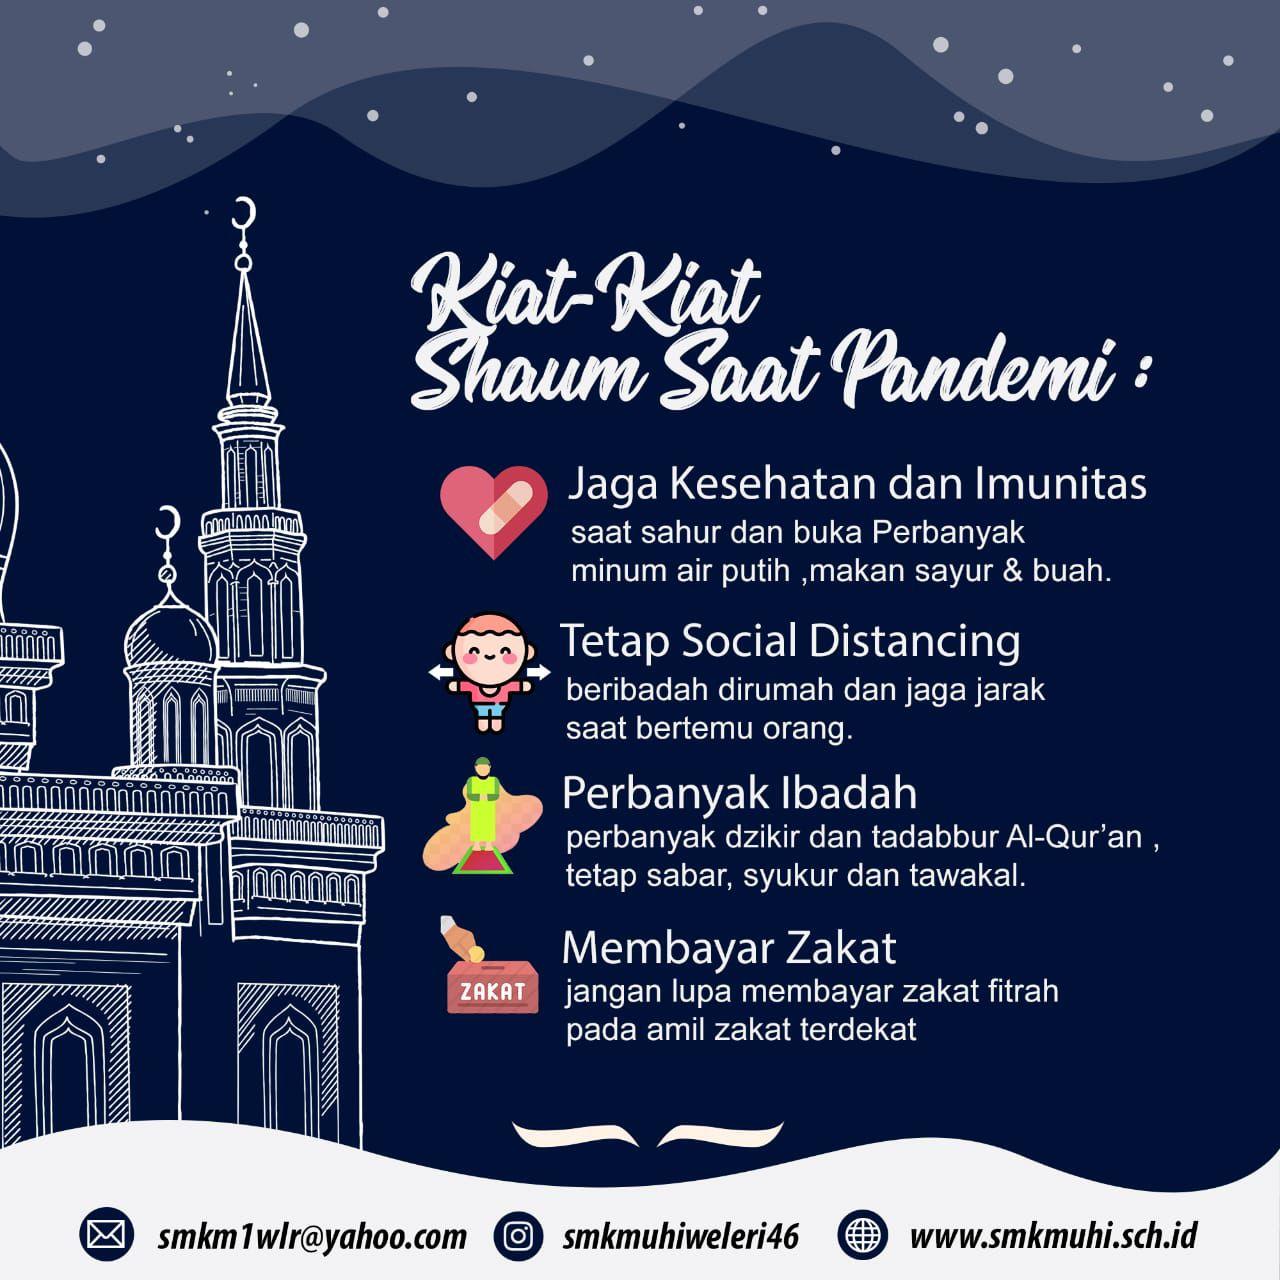 Kiat-Kiat
Shaum Saat Pandemi :
Jaga Kesehatan dan Imunitas
saat sahur dan buka Perbanyak
minum air putih ,makan sayur & buah.
Tetap Social Distancing
beribadah dirumah dan jaga jarak
saat bertemu orang.
Perbanyak Ibadah
perbanyak dzikir dan tadabbur Al-Qur’an ,
tetap sabar, syukur dan tawakal.
ZAKAT
Membayar Zakat
jangan lupa membayar zakat fitrah
pada amil zakat terdekat
smkm1wlr@yahoo.com
smkmuhiweleri46
www.smkmuhi.sch.id